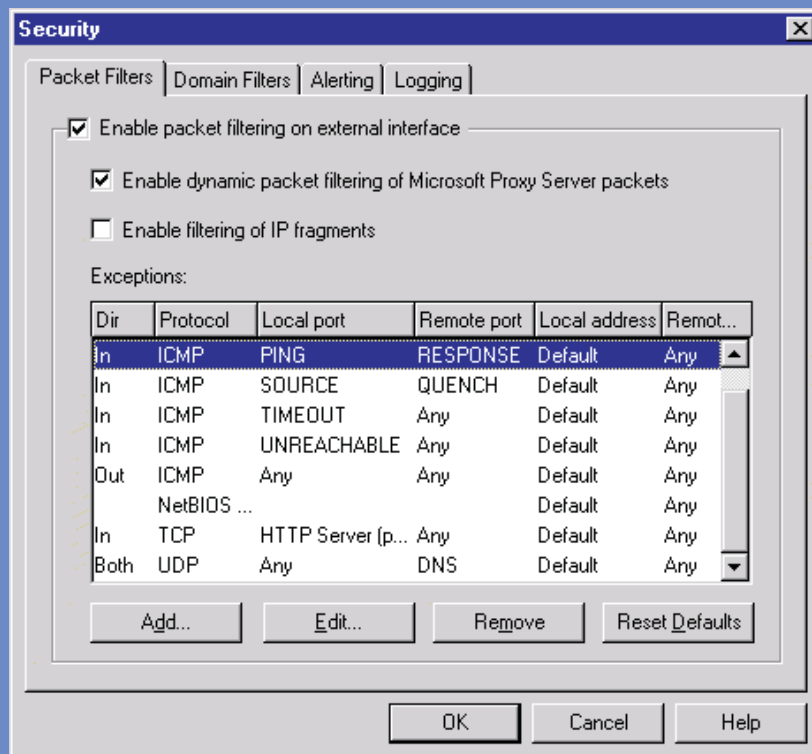 Security
Packet Filters Domain Filters Alerting Logging
Enable packet filtering on external interface
Enable dynamic packet filtering of Microsoft Proxy Server packets
Enable filtering of IP fragments
Exceptions:
Dir Protocol Local port Remote port Local address Remot...
In ICMP PING RESPONSE Default Any
In ICMP SOURCE QUENCH Default Any
In ICMP TIMEOUT Any Default Any
In ICMP UNREACHABLE Any Default Any
Out ICMP Any Any Default Any
NetBIOS ... Default Any
In TCP HTTP Server (p... Any Default Any
Both UDP Any DNS Default Any
Add... Edit... Remove Reset Defaults
OK Cancel Help